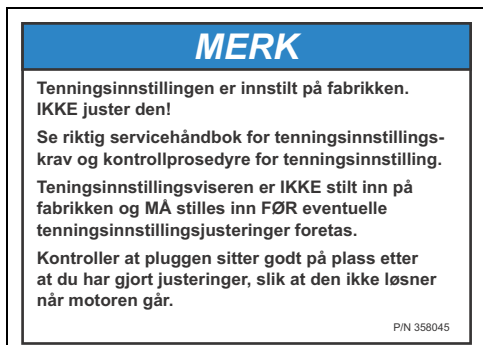 MERK
Tenningsinnstillingen er innstilt på fabrikken.
IKKE juster den!
Se riktig servicehåndbok for tenningsinnstillings-
krav og kontrollprosedyre for tenningsinnstilling.
Teningsinnstillingsviseren er IKKE stilt inn på
fabrikken og MÅ stilles inn FØR eventuelle
tenningsinnstillingsjusteringer foretas.
Kontroller at pluggen sitter godt på plass etter
at du har gjort justeringer, slik at den ikke løsner
når motoren går.
P/N 358045